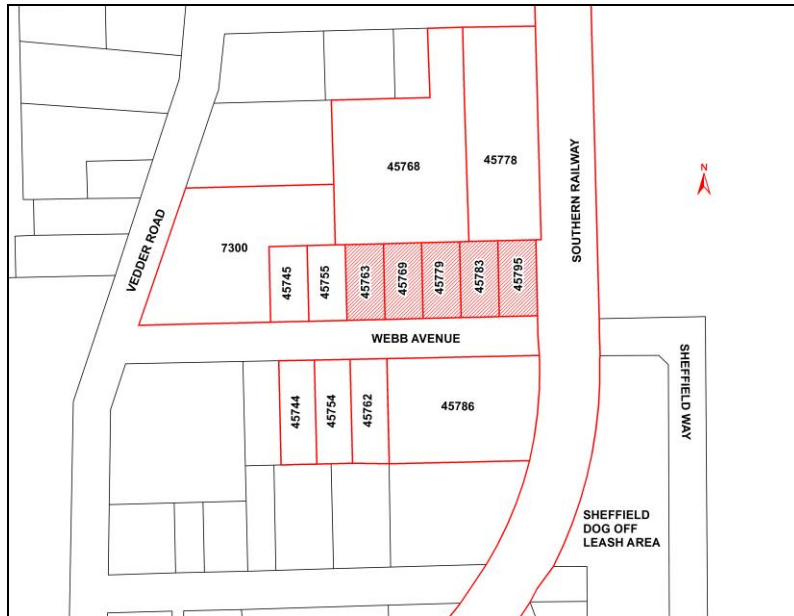 45768
45778
SOUTHERN RAILWAY
N
VEDDER ROAD
7300
45745
45755
45763
45769
45779
45783
45795
WEBB AVENUE
45744
45754
45762
45786
SHEFFIELD WAY
SHEFFIELD
DOG OFF
LEASH AREA